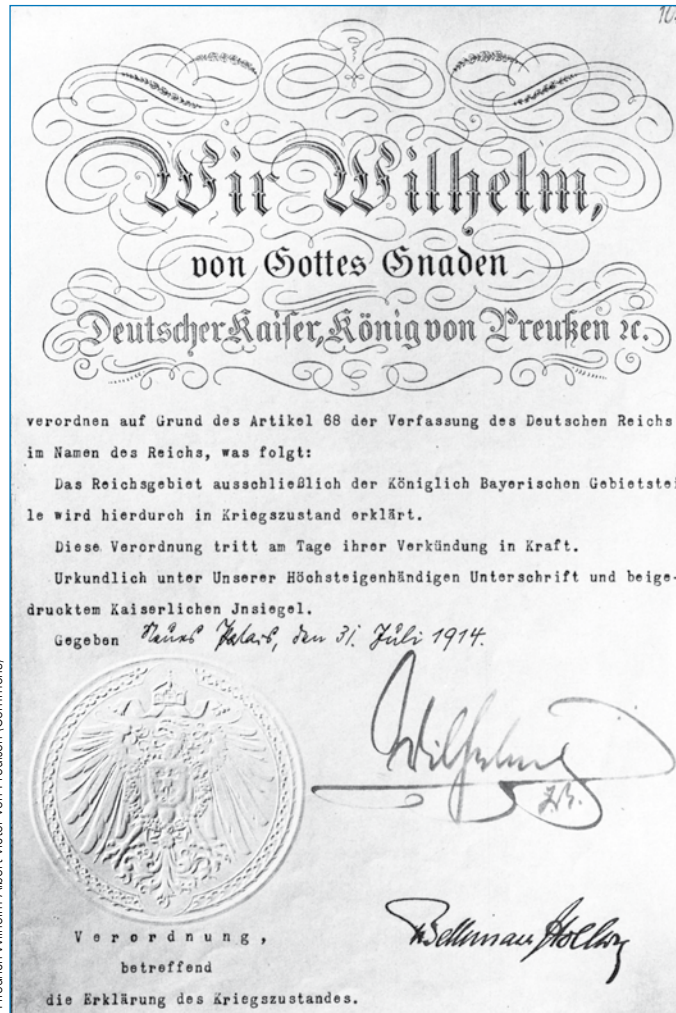 Wir Wilhelm,
von Gottes Gnaden
Deutscher Kaiser, König von Preußen ꝛc.
verordnen auf Grund des Artikel 68 der Verfassung des Deutschen Reichs
im Namen des Reichs, was folgt:
Das Reichsgebiet ausschließlich der Königlich Bayerischen Gebietstei
le wird hierdurch in Kriegszustand erklärt.
Diese Verordnung tritt am Tage ihrer Verkündung in Kraft.
Urkundlich unter Unserer Höchsteigenhändigen Unterschrift und beige-
drucktem Kaiserlichen Jnsiegel.
Gegeben Neues Palais, den 31. Juli 1914.
Wilhelm
I.R.
Bethmann Hollweg
Verordnung,
betreffend
die Erklärung des Kriegszustandes.